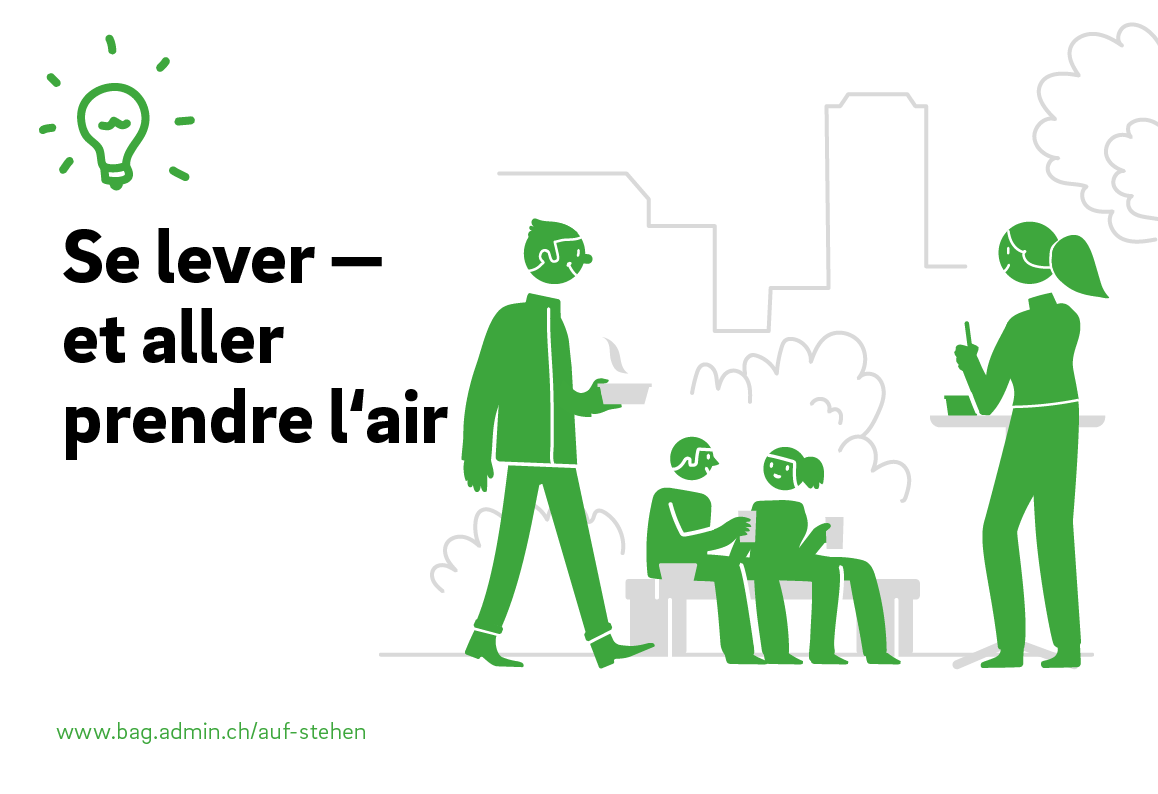 Se lever —
et aller
prendre l‘air
www.bag.admin.ch/auf-stehen